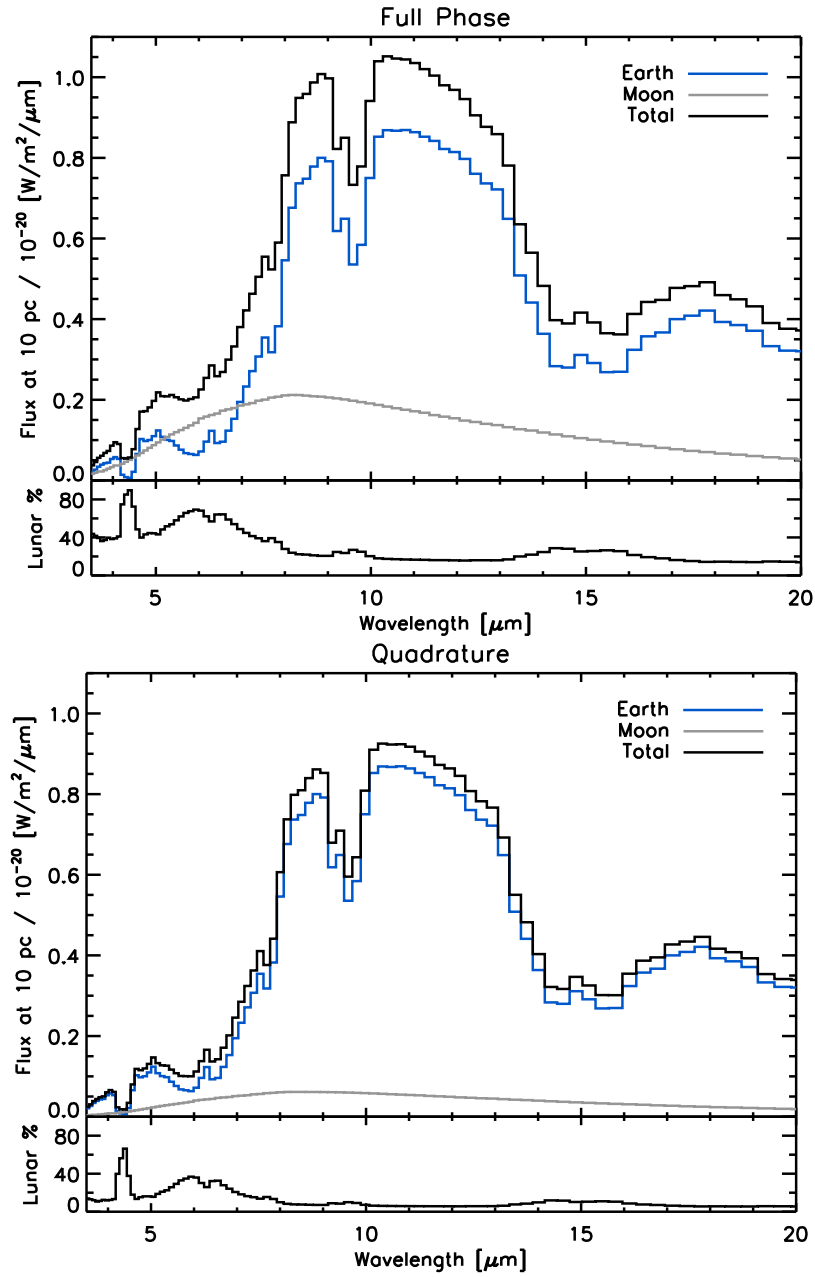 Full Phase
Flux at 10 pc / 10⁻²⁰ [W/m²/μm]
1.0
0.8
0.6
0.4
0.2
0.0
Earth
Moon
Total
Lunar %
80
40
0
5 10 15 20
Wavelength [μm]
Quadrature
Flux at 10 pc / 10⁻²⁰ [W/m²/μm]
1.0
0.8
0.6
0.4
0.2
0.0
Earth
Moon
Total
Lunar %
80
40
0
5 10 15 20
Wavelength [μm]